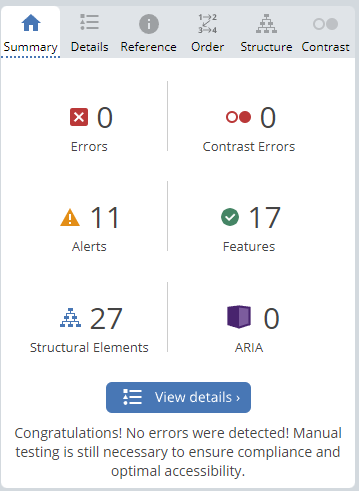 Summary Details Reference Order Structure Contrast
0 0
Errors Contrast Errors
11 17
Alerts Features
27 0
Structural Elements ARIA
View details ›
Congratulations! No errors were detected! Manual
testing is still necessary to ensure compliance and
optimal accessibility.